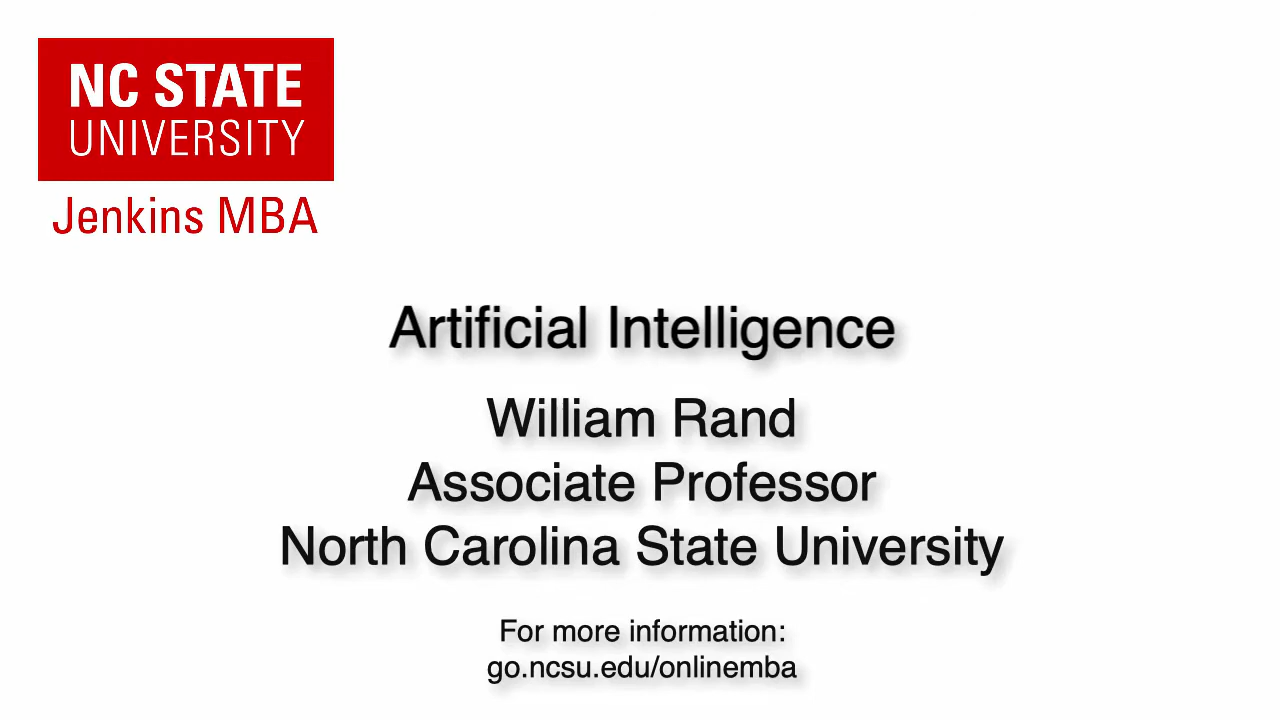 NC STATE
UNIVERSITY
Jenkins MBA
Artificial Intelligence
William Rand
Associate Professor
North Carolina State University
For more information:
go.ncsu.edu/onlinemba